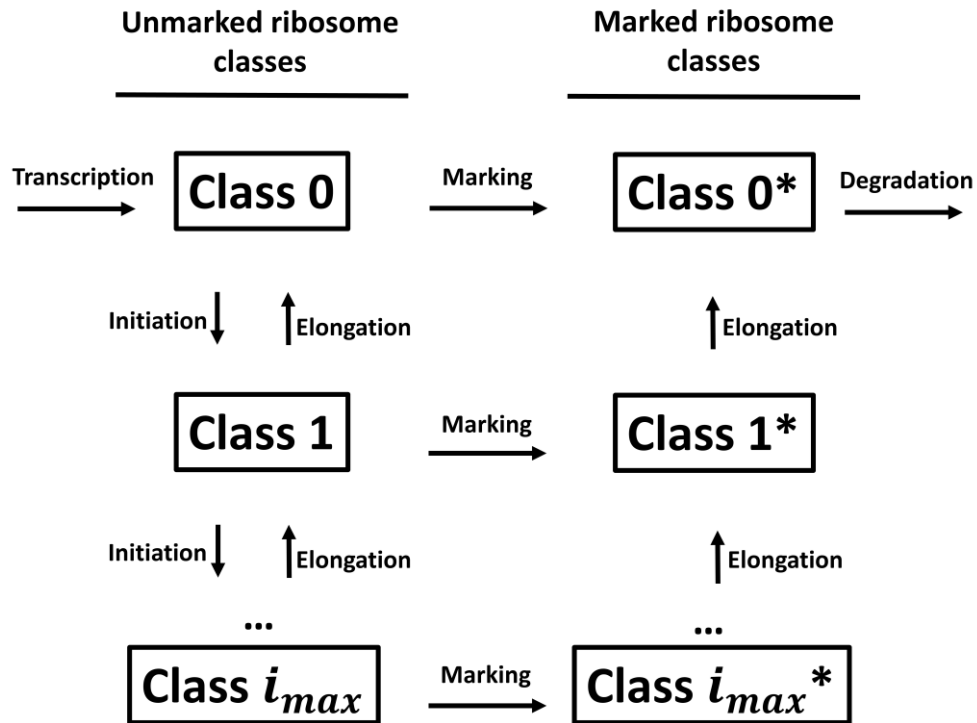 Unmarked ribosome
classes
Marked ribosome
classes
Transcription
Class 0
Marking
Class 0*
Degradation
Initiation
Elongation
Elongation
Class 1
Marking
Class 1*
Initiation
Elongation
Elongation
...
...
Class i_max
Marking
Class i_max*